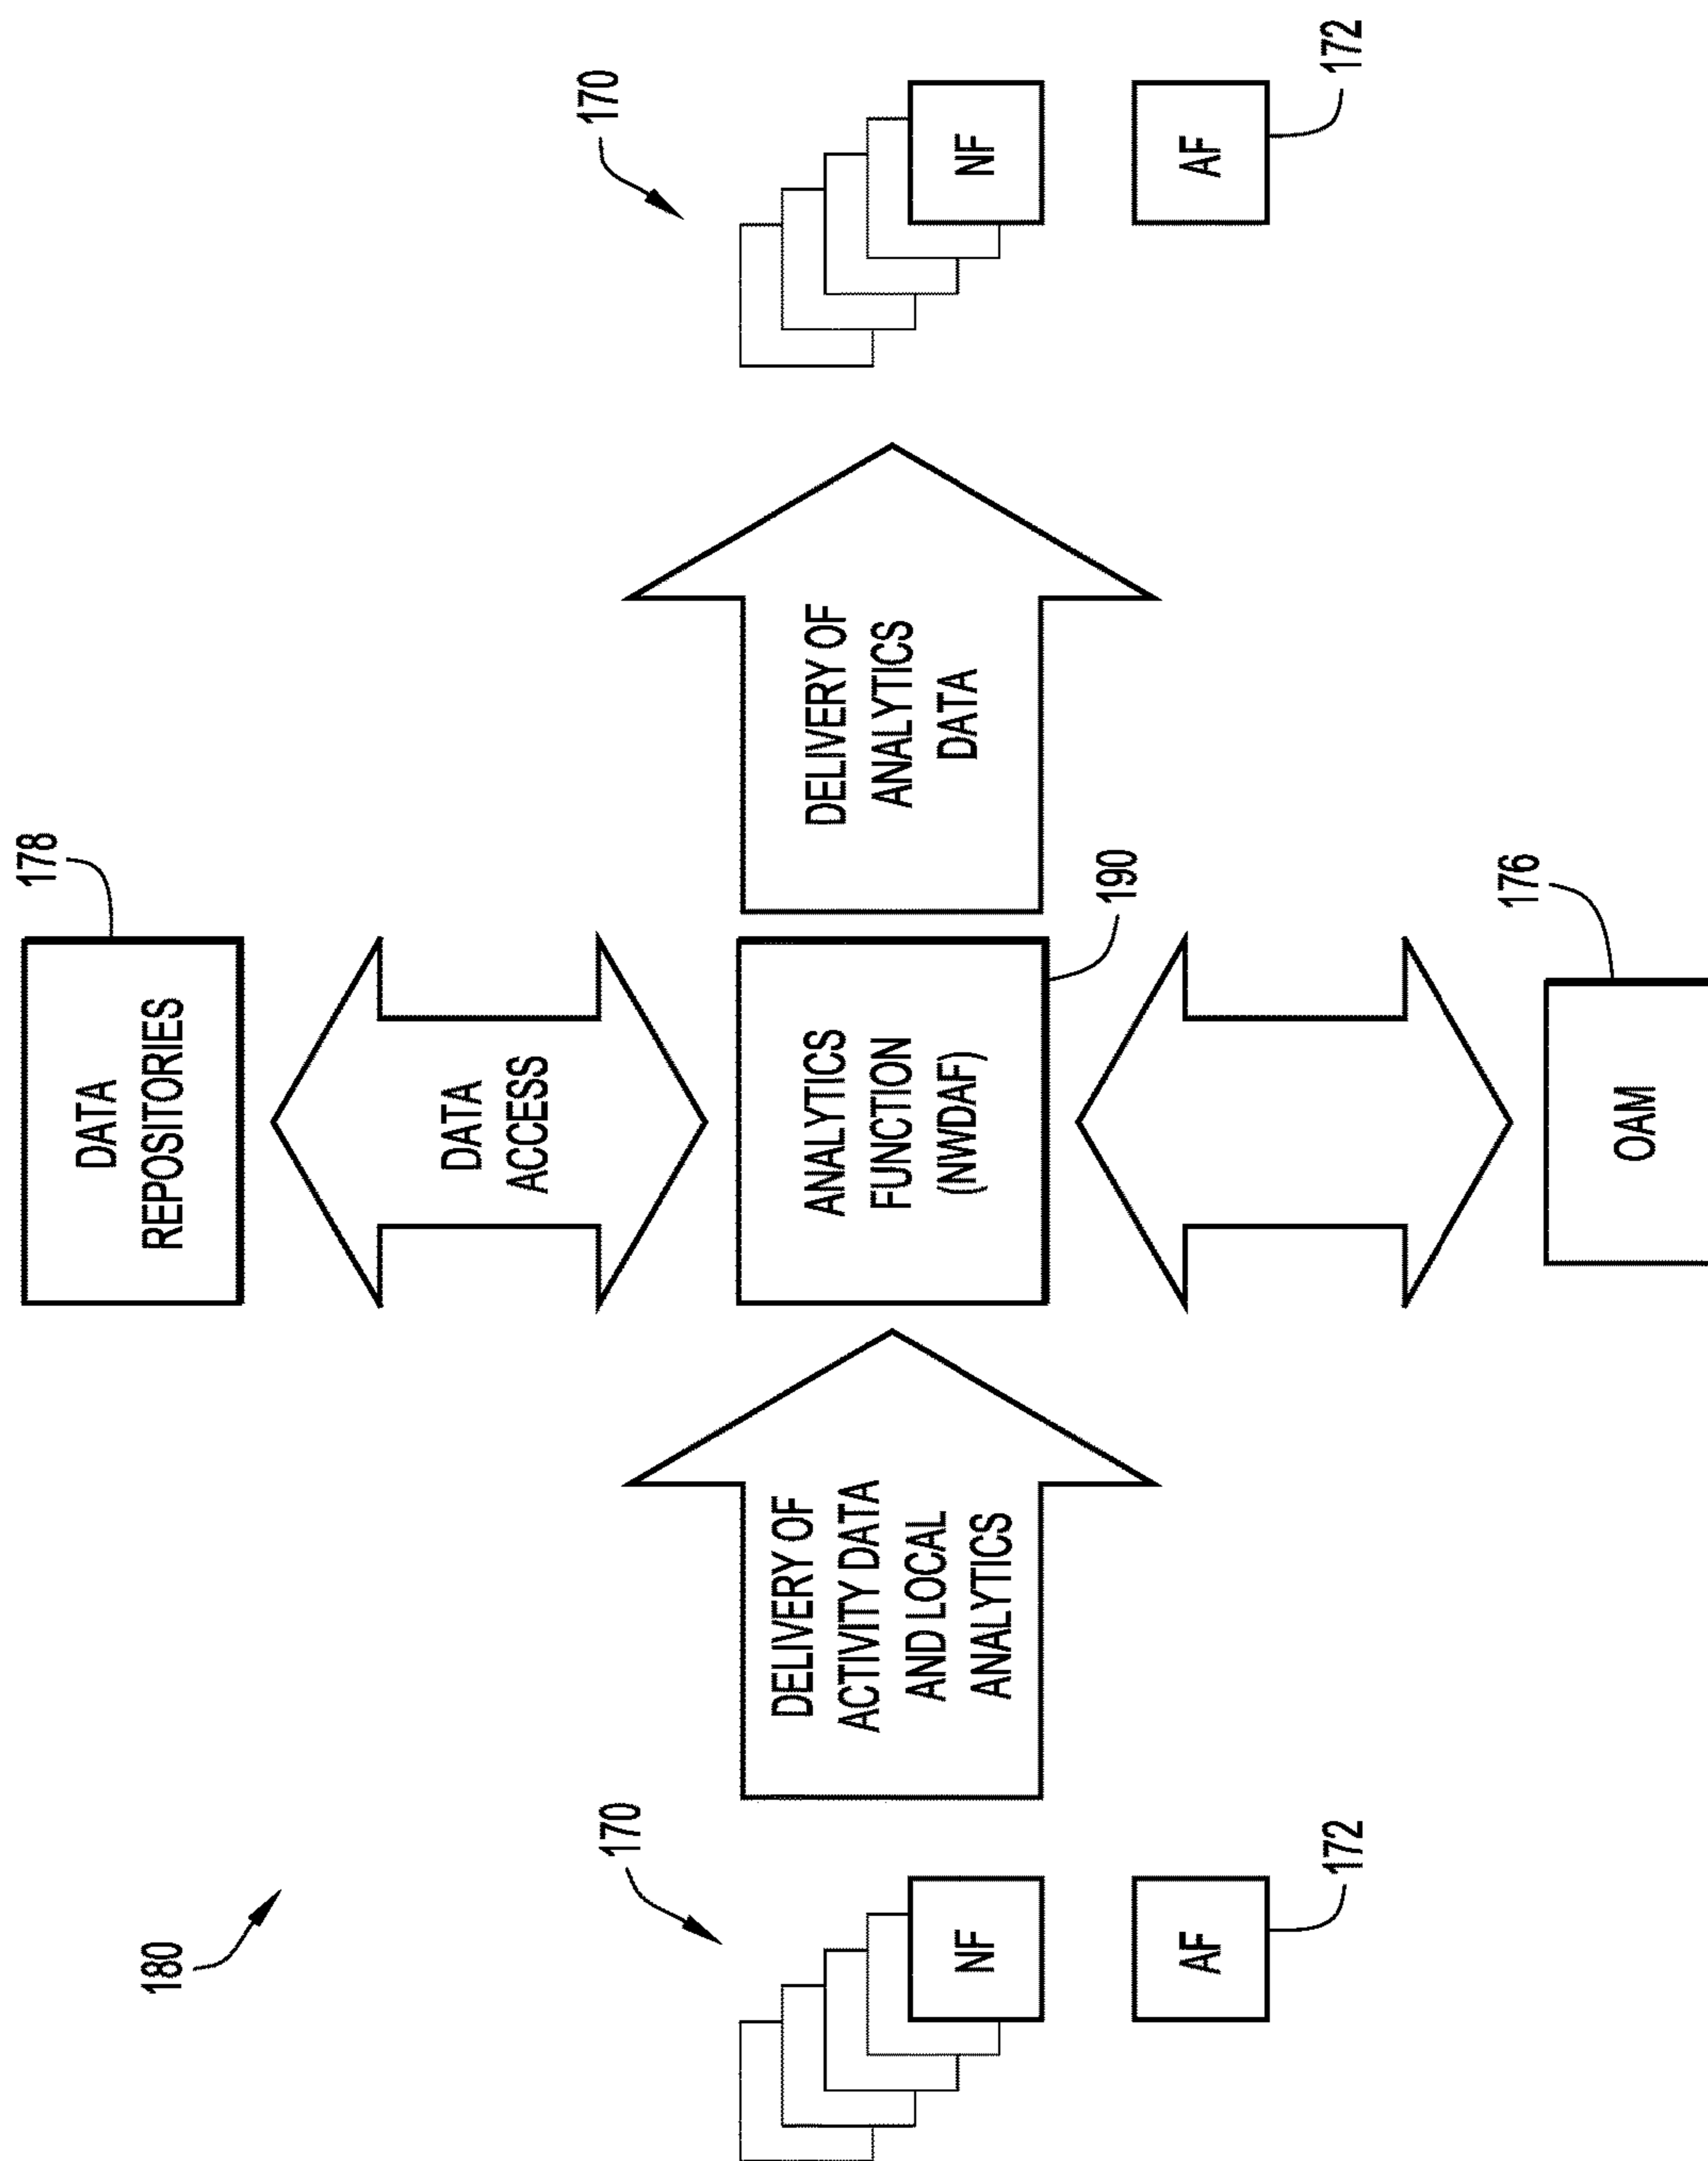 178
DATA
REPOSITORIES
180
DATA
ACCESS
170
170
DELIVERY OF
ACTIVITY DATA
AND LOCAL
ANALYTICS
ANALYTICS
FUNCTION
(NWDAF)
DELIVERY OF
ANALYTICS
DATA
NF
NF
190
AF
AF
172
172
176
OAM